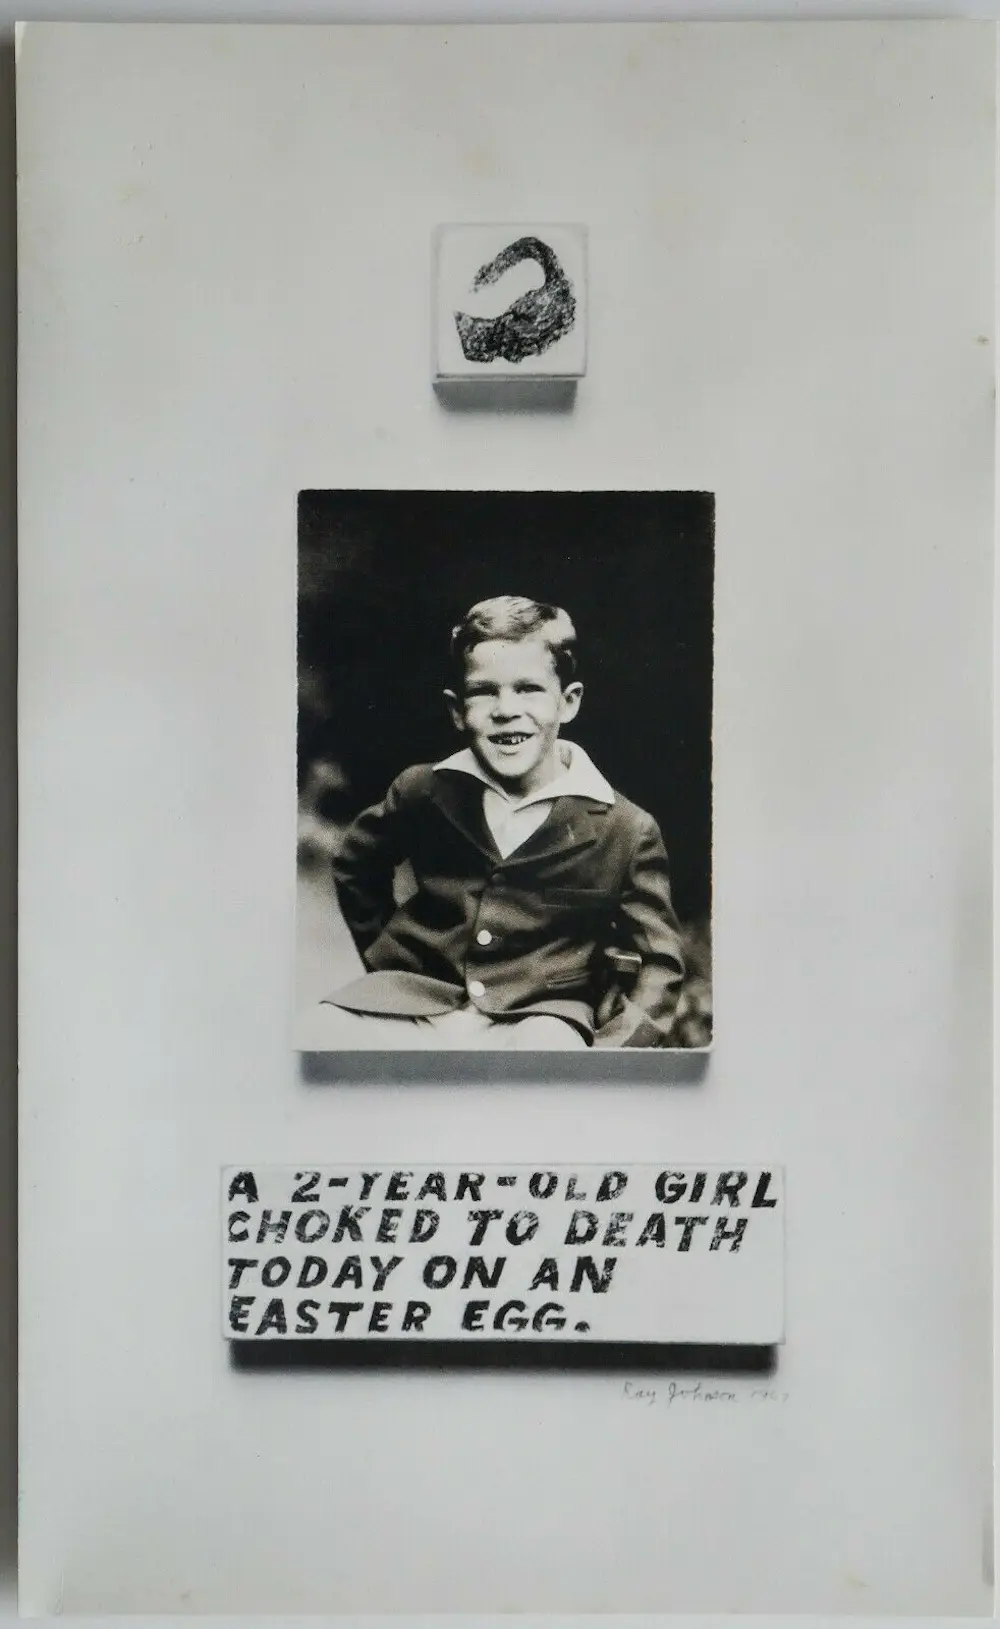 A 2-YEAR-OLD GIRL
CHOKED TO DEATH
TODAY ON AN
EASTER EGG.
Ray Johnson